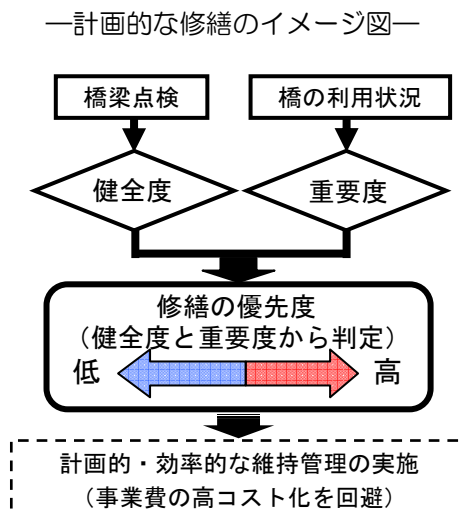 ―計画的な修繕のイメージ図―
橋梁点検
橋の利用状況
健全度
重要度
修繕の優先度
(健全度と重要度から判定)
低
高
計画的・効率的な維持管理の実施
(事業費の高コスト化を回避)